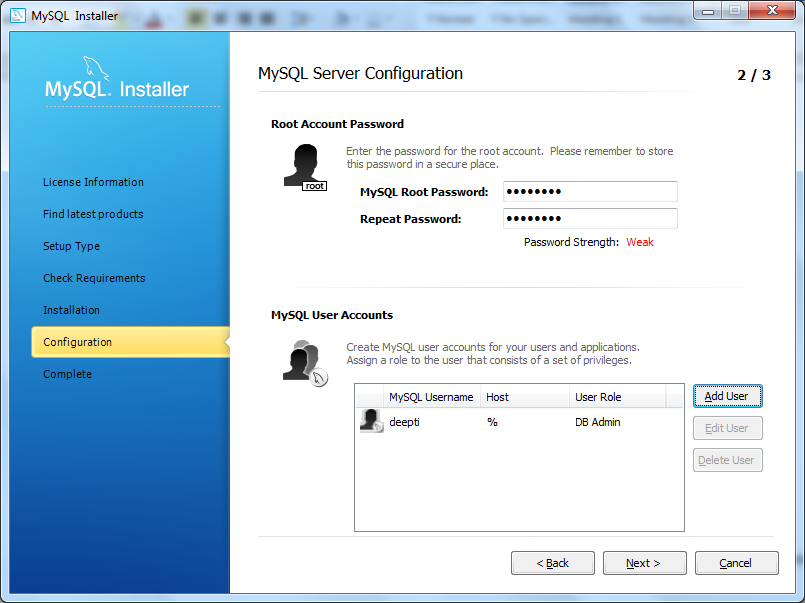 MySQL Installer
MySQL Installer
License Information
Find latest products
Setup Type
Check Requirements
Installation
Configuration
Complete
MySQL Server Configuration
2 / 3
Root Account Password
Enter the password for the root account. Please remember to store
this password in a secure place.
root
MySQL Root Password: ●●●●●●●●
Repeat Password: ●●●●●●●●
Password Strength: Weak
MySQL User Accounts
Create MySQL user accounts for your users and applications.
Assign a role to the user that consists of a set of privileges.
MySQL Username Host User Role
deepti % DB Admin
Add User
Edit User
Delete User
< Back Next > Cancel